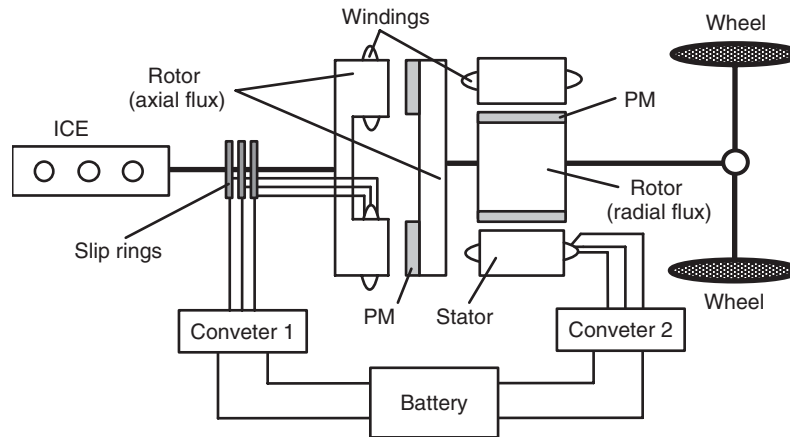 Windings
Wheel
Rotor
(axial flux)
PM
ICE
Rotor
(radial flux)
Slip rings
PM
Stator
Wheel
Conveter 1
Conveter 2
Battery